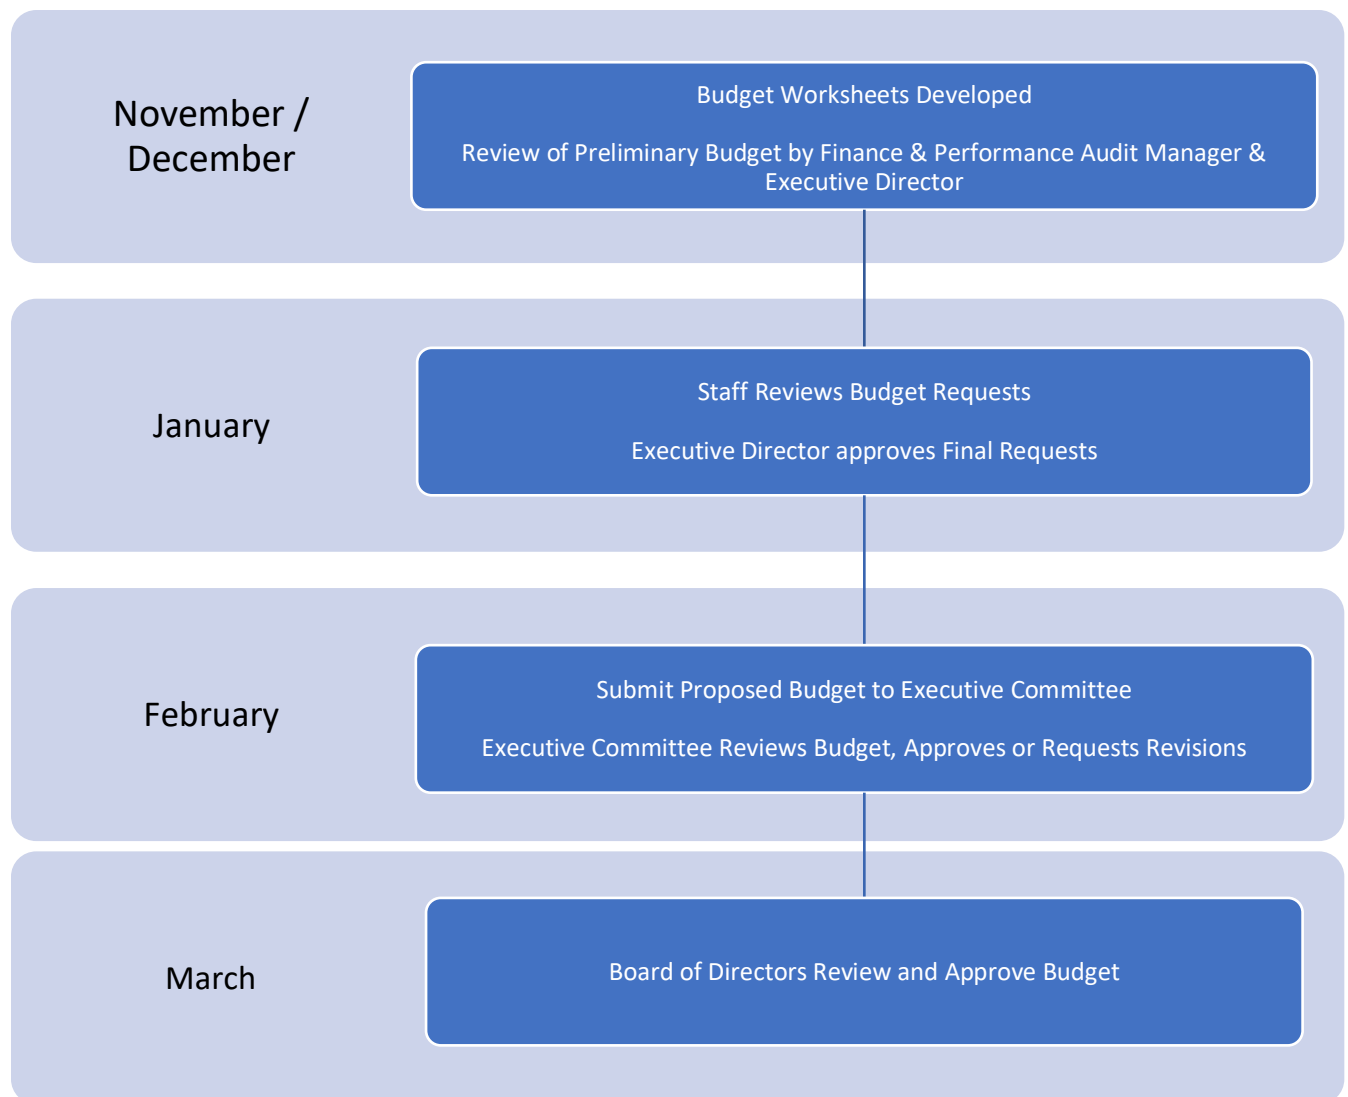 November /
December
Budget Worksheets Developed
Review of Preliminary Budget by Finance & Performance Audit Manager &
Executive Director
January
Staff Reviews Budget Requests
Executive Director approves Final Requests
February
Submit Proposed Budget to Executive Committee
Executive Committee Reviews Budget, Approves or Requests Revisions
March
Board of Directors Review and Approve Budget